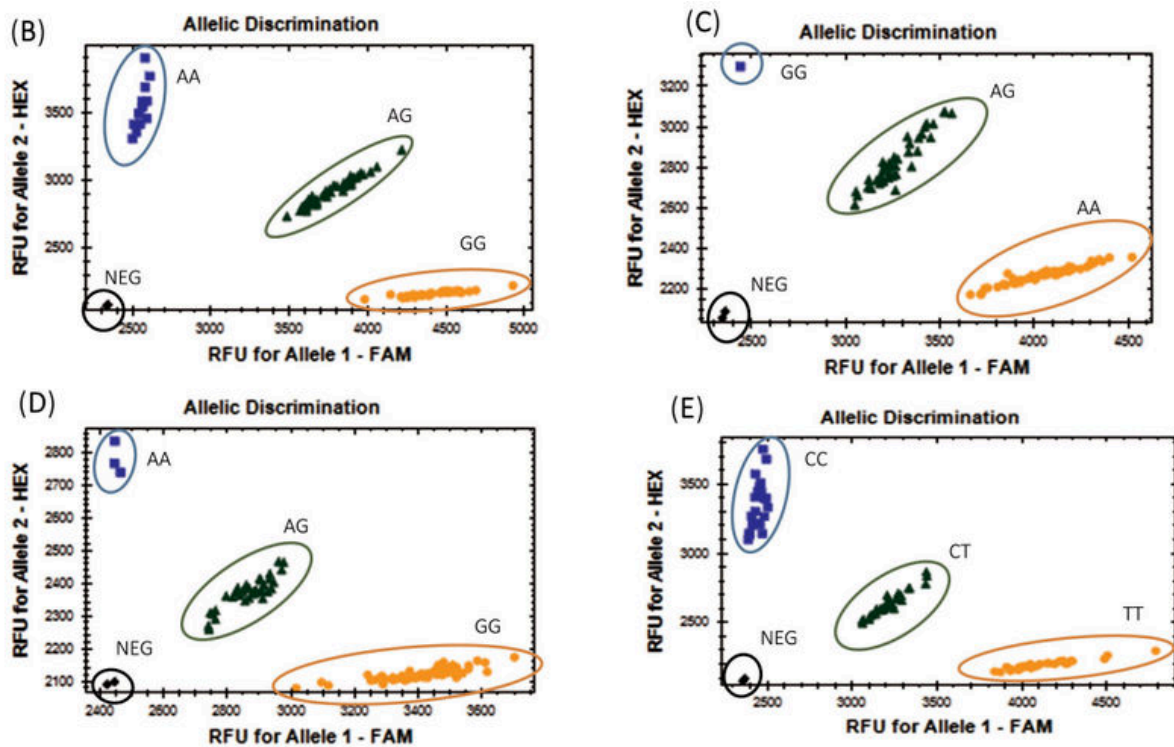 (B)
Allelic Discrimination
RFU for Allele 2 - HEX
3500
3000
2500
AA
AG
GG
NEG
2500 3000 3500 4000 4500 5000
RFU for Allele 1 - FAM
(C)
Allelic Discrimination
RFU for Allele 2 - HEX
3200
3000
2800
2600
2400
2200
GG
AG
AA
NEG
2500 3000 3500 4000 4500
RFU for Allele 1 - FAM
(D)
Allelic Discrimination
RFU for Allele 2 - HEX
2800
2700
2600
2500
2400
2300
2200
2100
AA
AG
GG
NEG
2400 2600 2800 3000 3200 3400 3600
RFU for Allele 1 - FAM
(E)
Allelic Discrimination
RFU for Allele 2 - HEX
3500
3000
2500
CC
CT
TT
NEG
2500 3000 3500 4000 4500
RFU for Allele 1 - FAM